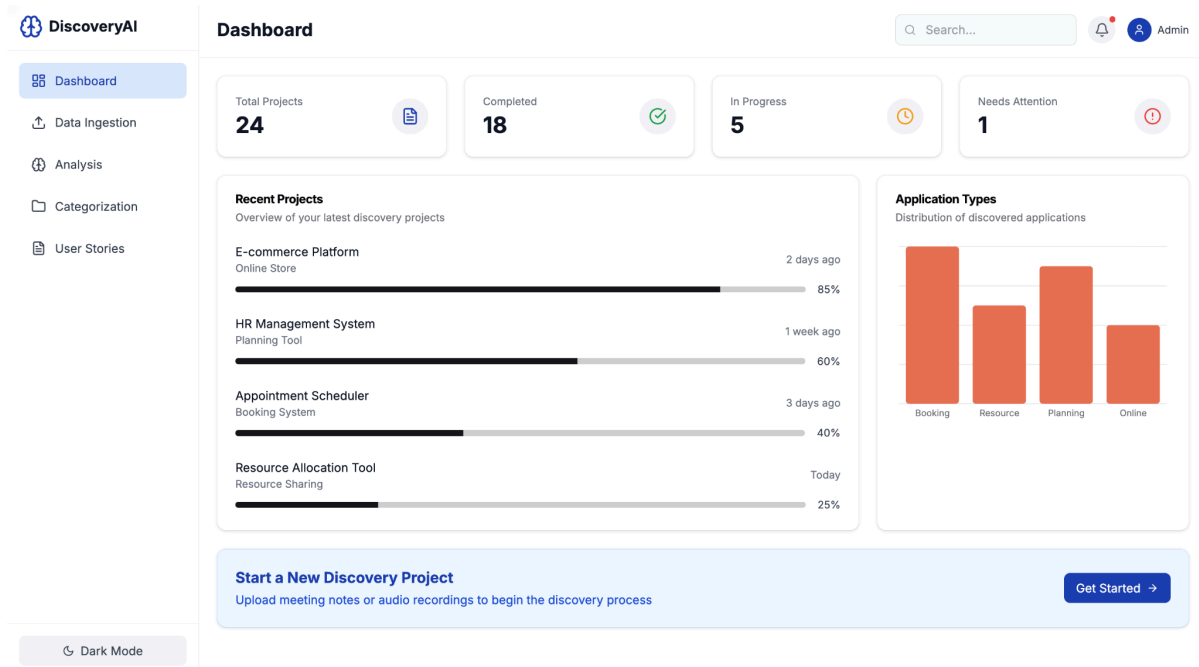 DiscoveryAI
Dashboard
Data Ingestion
Analysis
Categorization
User Stories
Dark Mode
Dashboard
Search...
Admin
Total Projects
24
Completed
18
In Progress
5
Needs Attention
1
Recent Projects
Overview of your latest discovery projects
E-commerce Platform
Online Store
2 days ago
85%
HR Management System
Planning Tool
1 week ago
60%
Appointment Scheduler
Booking System
3 days ago
40%
Resource Allocation Tool
Resource Sharing
Today
25%
Application Types
Distribution of discovered applications
Booking Resource Planning Online
Start a New Discovery Project
Upload meeting notes or audio recordings to begin the discovery process
Get Started